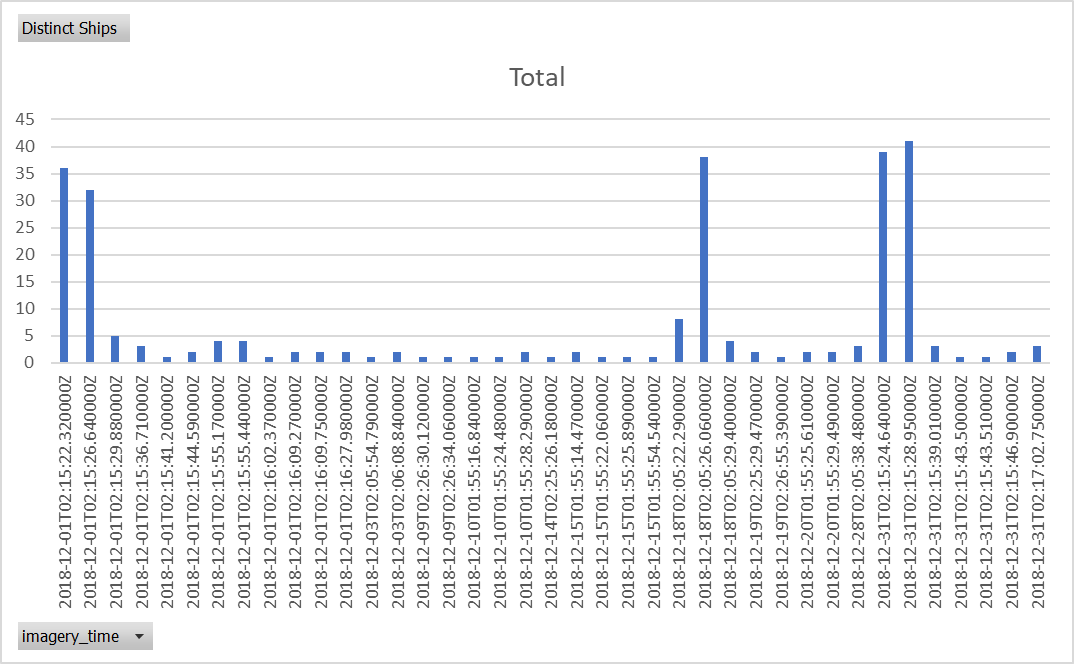 Distinct Ships
Total
45
40
35
30
25
20
15
10
5
0
2018-12-01T02:15:22.320000Z
2018-12-01T02:15:26.640000Z
2018-12-01T02:15:29.880000Z
2018-12-01T02:15:36.710000Z
2018-12-01T02:15:41.200000Z
2018-12-01T02:15:44.590000Z
2018-12-01T02:15:55.170000Z
2018-12-01T02:15:55.440000Z
2018-12-01T02:16:02.370000Z
2018-12-01T02:16:09.270000Z
2018-12-01T02:16:09.750000Z
2018-12-01T02:16:27.980000Z
2018-12-03T02:05:54.790000Z
2018-12-03T02:06:08.840000Z
2018-12-09T02:26:30.120000Z
2018-12-09T02:26:34.060000Z
2018-12-10T01:55:16.840000Z
2018-12-10T01:55:24.480000Z
2018-12-10T01:55:28.290000Z
2018-12-14T02:25:26.180000Z
2018-12-15T01:55:14.470000Z
2018-12-15T01:55:22.060000Z
2018-12-15T01:55:25.890000Z
2018-12-15T01:55:54.540000Z
2018-12-18T02:05:22.290000Z
2018-12-18T02:05:26.060000Z
2018-12-18T02:05:29.400000Z
2018-12-19T02:25:29.470000Z
2018-12-19T02:26:55.390000Z
2018-12-20T01:55:25.610000Z
2018-12-20T01:55:29.490000Z
2018-12-28T02:05:38.480000Z
2018-12-31T02:15:24.640000Z
2018-12-31T02:15:28.950000Z
2018-12-31T02:15:39.010000Z
2018-12-31T02:15:43.500000Z
2018-12-31T02:15:43.510000Z
2018-12-31T02:15:46.900000Z
2018-12-31T02:17:02.750000Z
imagery_time